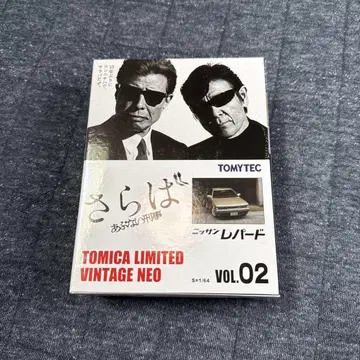 TOMYTEC
さらば
あぶない刑事
ニッサン レパード
TOMICA LIMITED
VINTAGE NEO
S=1/64
VOL.02